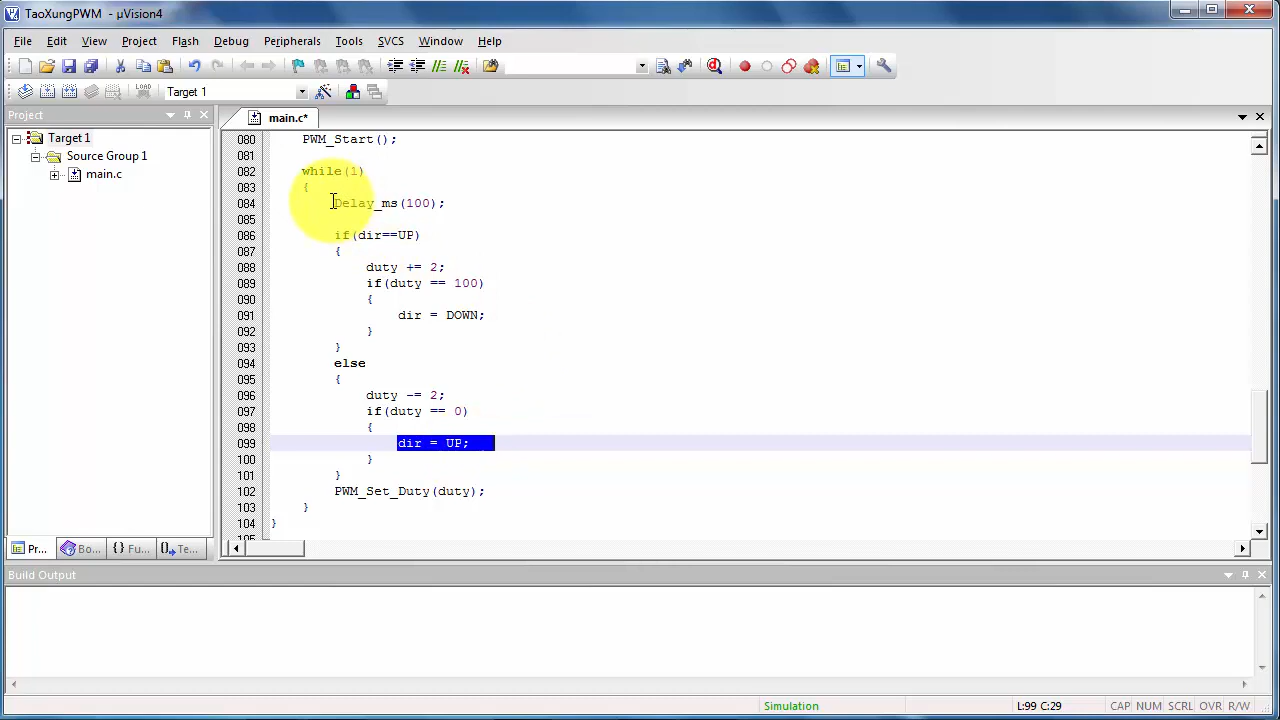 TaoXungPWM - µVision4
File Edit View Project Flash Debug Peripherals Tools SVCS Window Help
LOAD Target 1
Project
main.c*
Target 1
Source Group 1
main.c
080 PWM_Start();
081
082 while(1)
083 {
084 Delay_ms(100);
085
086 if(dir==UP)
087 {
088 duty += 2;
089 if(duty == 100)
090 {
091 dir = DOWN;
092 }
093 }
094 else
095 {
096 duty -= 2;
097 if(duty == 0)
098 {
099 dir = UP;
100 }
101 }
102 PWM_Set_Duty(duty);
103 }
104 }
Pr... Bo... {} Fu... Te...
Build Output
Simulation L:99 C:29 CAP NUM SCRL OVR R/W